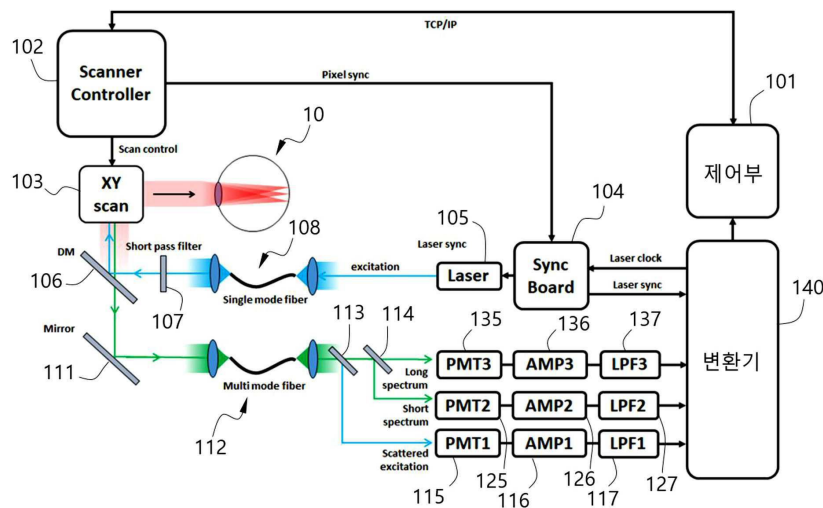 TCP/IP
102
Scanner
Controller
Pixel sync
101
제어부
Scan control
10
103
XY
scan
104
105
108
DM
Short pass filter
Laser sync
excitation
Laser
Sync
Board
Laser clock
Laser sync
106
107
Single mode fiber
140
변환기
113
114
135
136
137
Mirror
111
Multi mode fiber
112
PMT3
AMP3
LPF3
Long
spectrum
PMT2
AMP2
LPF2
Short
spectrum
PMT1
AMP1
LPF1
Scattered
excitation
115
125
116
126
117
127